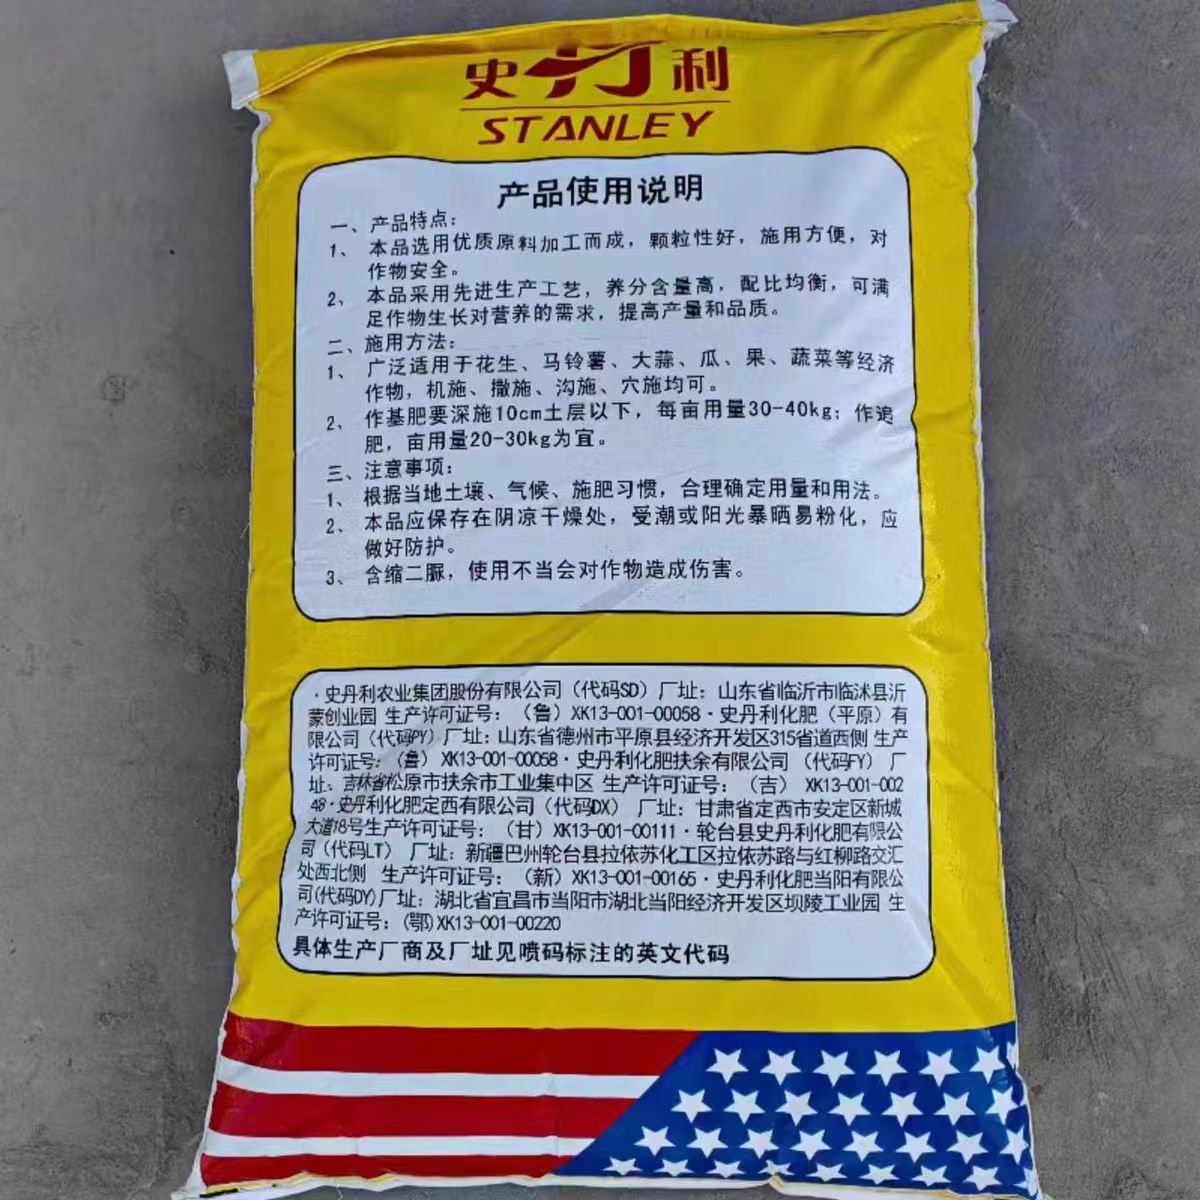 史丹利
STANLEY
产品使用说明
一、产品特点：
1、本品选用优质原料加工而成，颗粒性好，施用方便，对
作物安全。
2、本品采用先进生产工艺，养分含量高，配比均衡，可满
足作物生长对营养的需求，提高产量和品质。
二、施用方法：
1、广泛适用于花生、马铃薯、大蒜、瓜、果、蔬菜等经济
作物，机施、撒施、沟施、穴施均可。
2、作基肥要深施10cm土层以下，每亩用量30-40kg；作追
肥，亩用量20-30kg为宜。
三、注意事项：
1、根据当地土壤、气候、施肥习惯，合理确定用量和用法。
2、本品应保存在阴凉干燥处，受潮或阳光暴晒易粉化，应
做好防护。
3、含缩二脲，使用不当会对作物造成伤害。
·史丹利农业集团股份有限公司（代码SD）厂址：山东省临沂市临沭县沂
蒙创业园 生产许可证号：（鲁）XK13-001-00058·史丹利化肥（平原）有
限公司（代码PY）厂址：山东省德州市平原县经济开发区315省道西侧 生产
许可证号：（鲁）XK13-001-00058·史丹利化肥扶余有限公司（代码FY）厂
址：吉林省松原市扶余市工业集中区 生产许可证号：（吉）XK13-001-002
48·史丹利化肥定西有限公司（代码DX） 厂址：甘肃省定西市安定区新城
大道18号生产许可证号：（甘）XK13-001-00111·轮台县史丹利化肥有限公
司（代码LT） 厂址：新疆巴州轮台县拉依苏化工区拉依苏路与红柳路交汇
处西北侧 生产许可证号：（新）XK13-001-00165·史丹利化肥当阳有限公
司(代码DY)厂址：湖北省宜昌市当阳市湖北当阳经济开发区坝陵工业园 生
产许可证号：(鄂)XK13-001-00220
具体生产厂商及厂址见喷码标注的英文代码